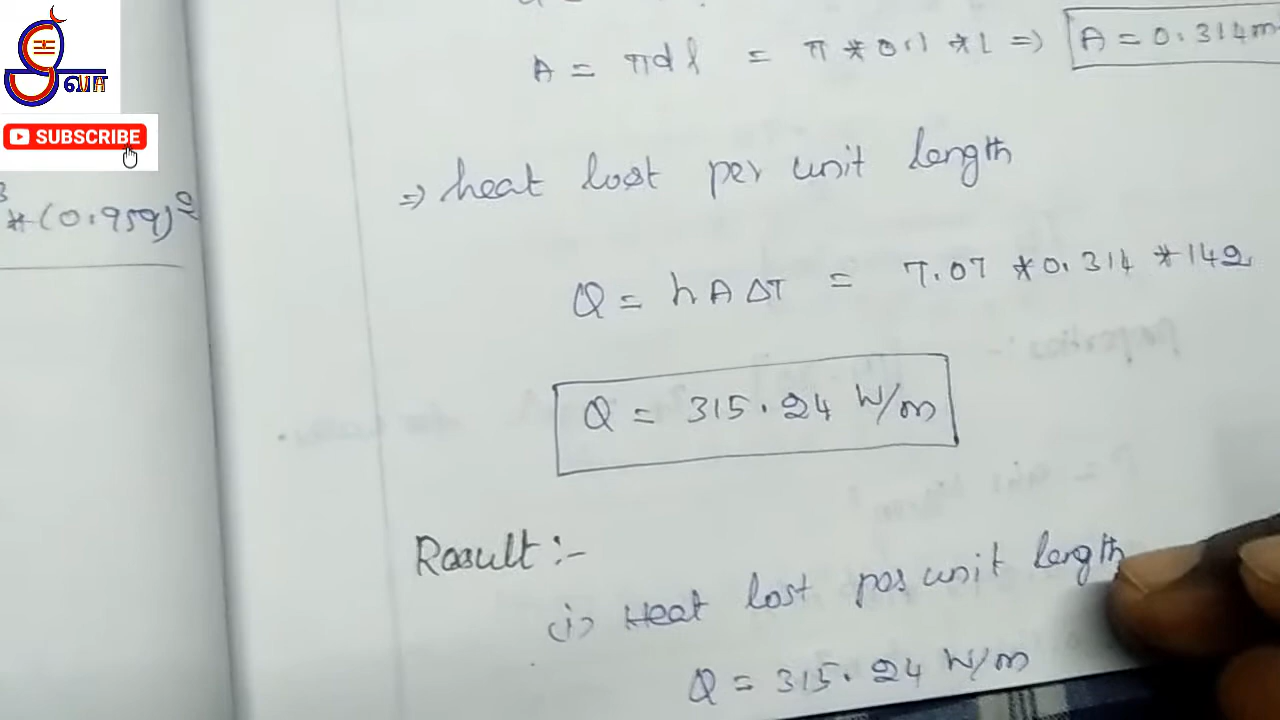 வா
SUBSCRIBE
*(0.959)
A = πdl = π * 0.1 * 1 => A = 0.314m
=> heat lost per unit length
Q = hAΔT = 7.07 * 0.314 * 142
Q = 315.24 W/m
Result :-
(i) Heat lost per unit length
Q = 315.24 W/m